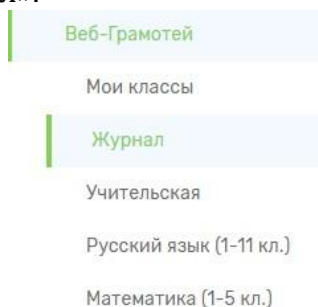 Веб-Грамотей
Мои классы
Журнал
Учительская
Русский язык (1-11 кл.)
Математика (1-5 кл.)